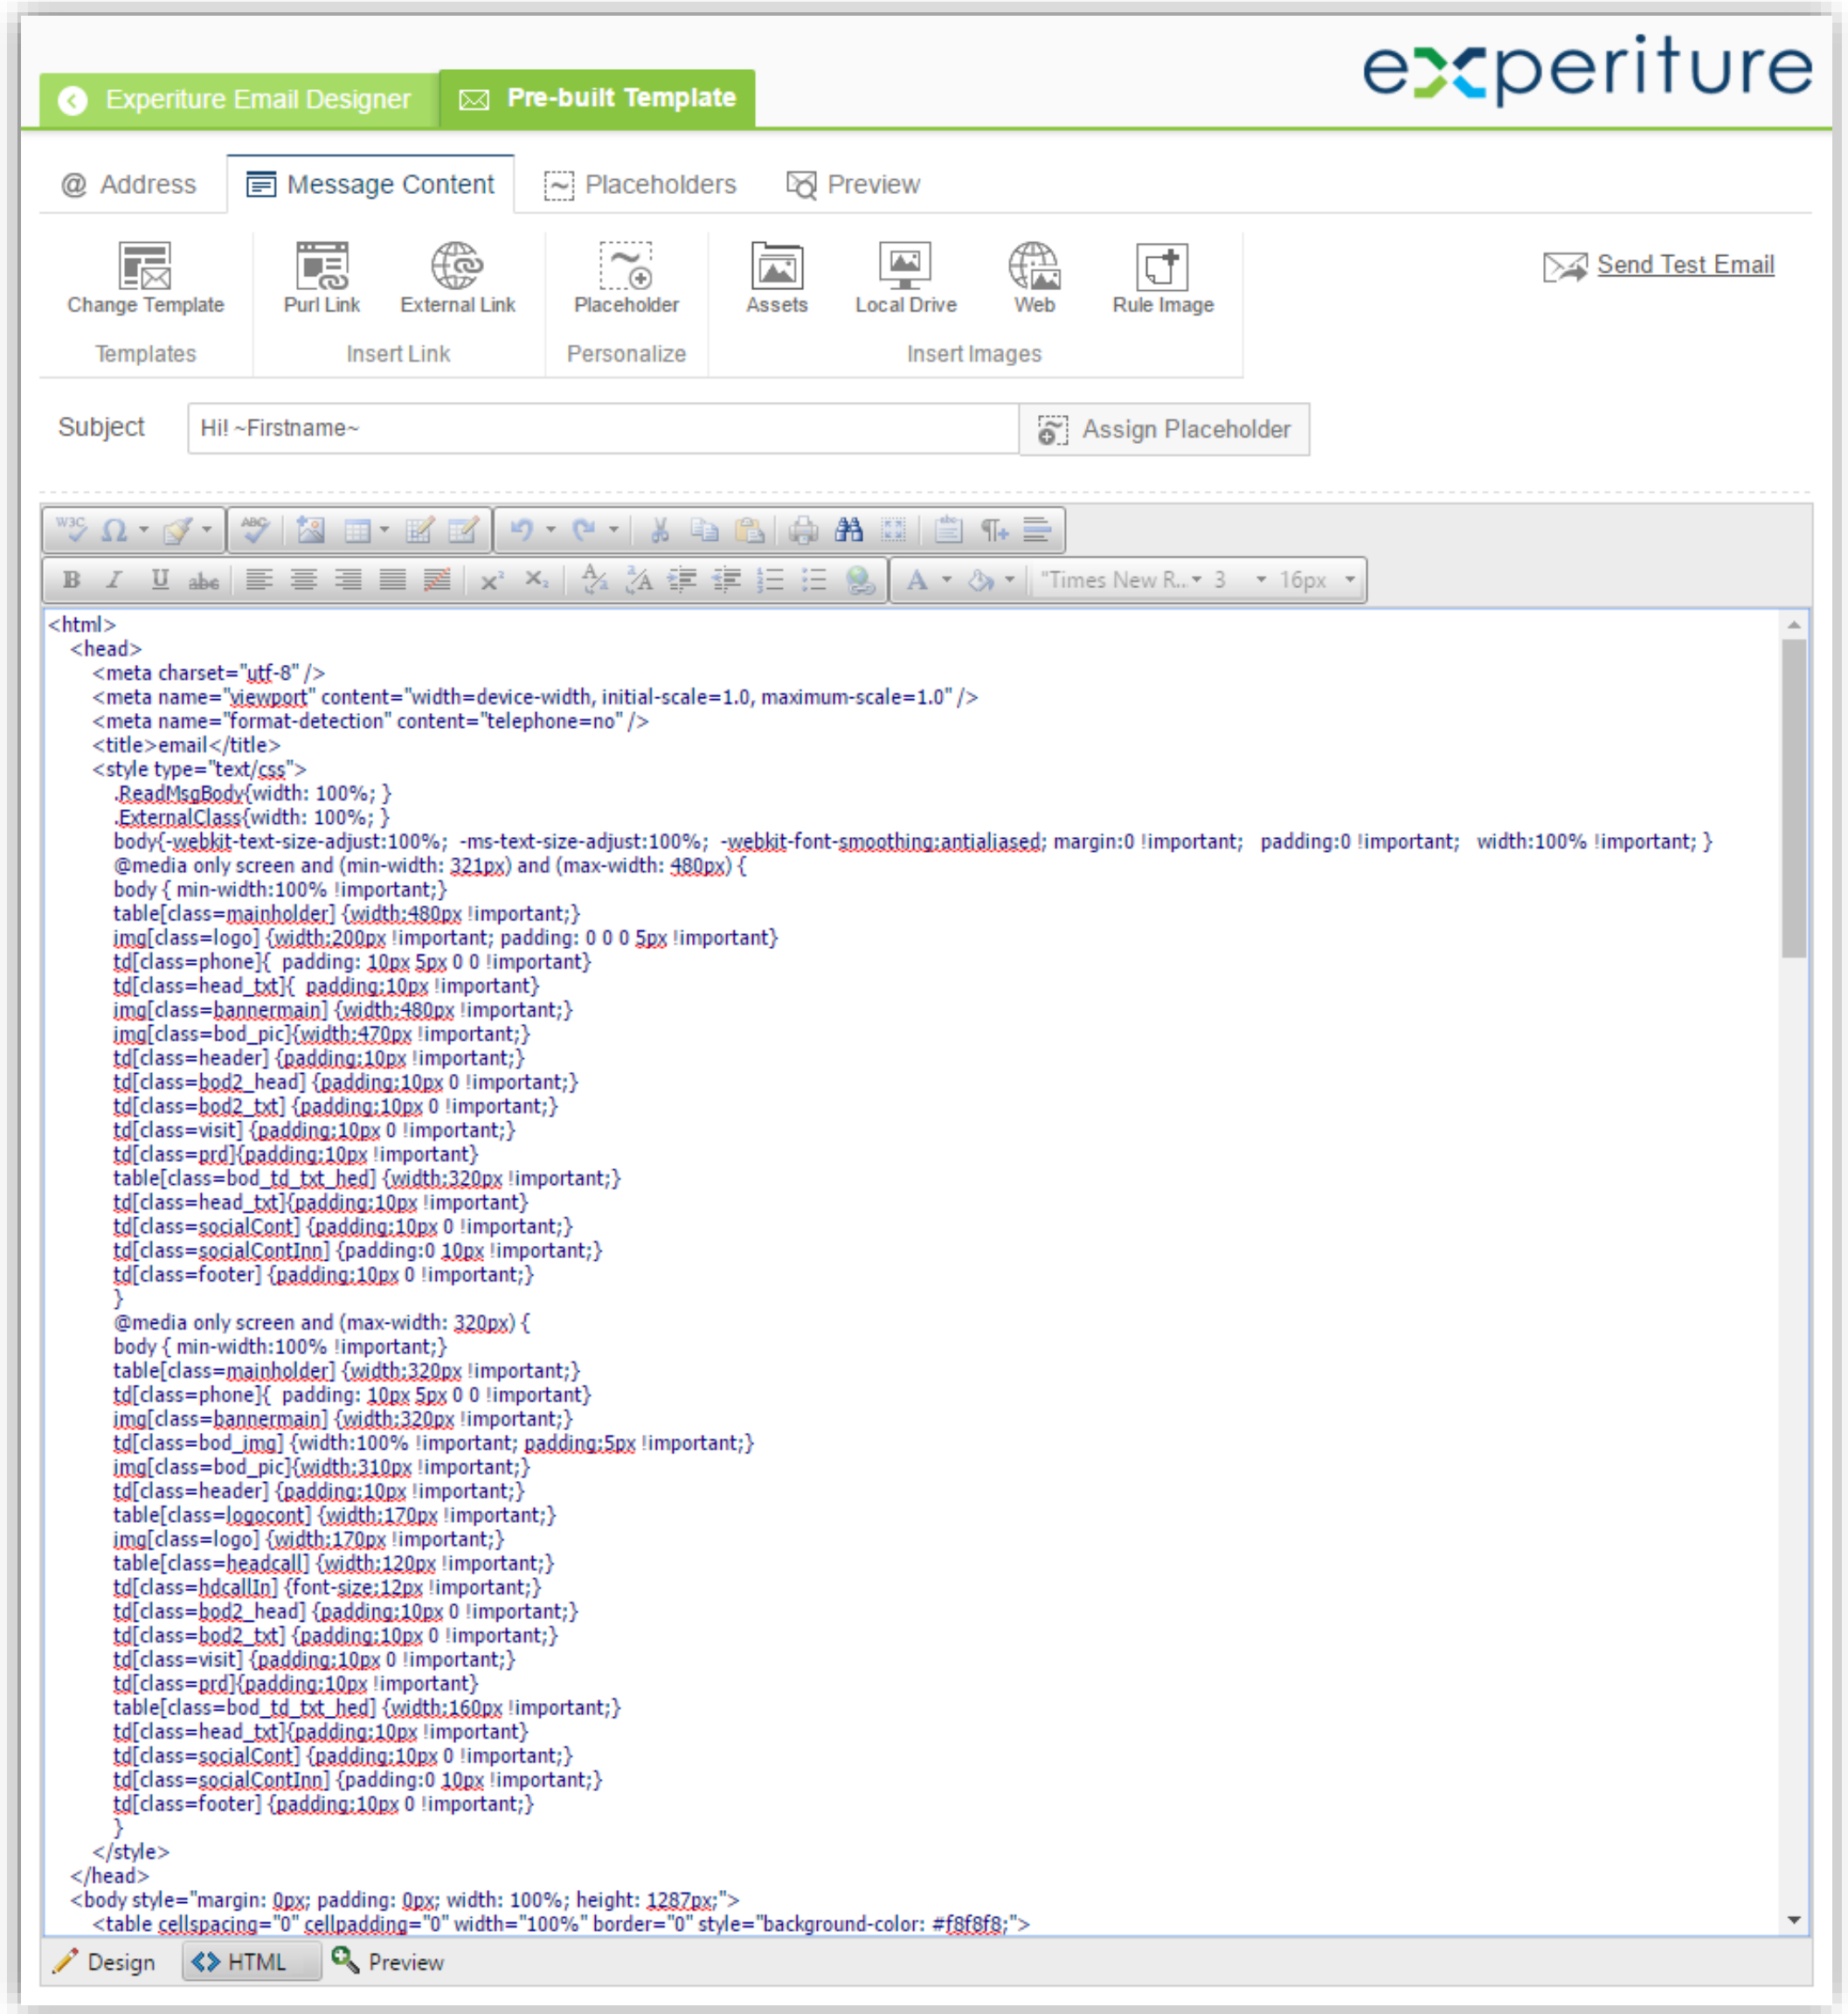 experiture
Experiture Email Designer
Pre-built Template
@ Address
Message Content
Placeholders
Preview
Change Template
Purl Link
External Link
Placeholder
Assets
Local Drive
Web
Rule Image
Send Test Email
Templates
Insert Link
Personalize
Insert Images
Subject
Hi! ~Firstname~
Assign Placeholder
W3C
ABC
abc
B I U abc
"Times New R... 3 16px
<html>
<head>
<meta charset="utf-8" />
<meta name="viewport" content="width=device-width, initial-scale=1.0, maximum-scale=1.0" />
<meta name="format-detection" content="telephone=no" />
<title>email</title>
<style type="text/css">
.ReadMsgBody{width: 100%; }
.ExternalClass{width: 100%; }
body{-webkit-text-size-adjust:100%; -ms-text-size-adjust:100%; -webkit-font-smoothing:antialiased; margin:0 !important; padding:0 !important; width:100% !important; }
@media only screen and (min-width: 321px) and (max-width: 480px) {
body { min-width:100% !important;}
table[class=mainholder] {width:480px !important;}
img[class=logo] {width:200px !important; padding: 0 0 0 5px !important}
td[class=phone]{ padding: 10px 5px 0 0 !important}
td[class=head_txt]{ padding:10px !important}
img[class=bannermain] {width:480px !important;}
img[class=bod_pic]{width:470px !important;}
td[class=header] {padding:10px !important;}
td[class=bod2_head] {padding:10px 0 !important;}
td[class=bod2_txt] {padding:10px 0 !important;}
td[class=visit] {padding:10px 0 !important;}
td[class=prd]{padding:10px !important}
table[class=bod_td_txt_hed] {width:320px !important;}
td[class=head_txt]{padding:10px !important}
td[class=socialCont] {padding:10px 0 !important;}
td[class=socialContInn] {padding:0 10px !important;}
td[class=footer] {padding:10px 0 !important;}
}
@media only screen and (max-width: 320px) {
body { min-width:100% !important;}
table[class=mainholder] {width:320px !important;}
td[class=phone]{ padding: 10px 5px 0 0 !important}
img[class=bannermain] {width:320px !important;}
td[class=bod_img] {width:100% !important; padding:5px !important;}
img[class=bod_pic]{width:310px !important;}
td[class=header] {padding:10px !important;}
table[class=logocont] {width:170px !important;}
img[class=logo] {width:170px !important;}
table[class=headcall] {width:120px !important;}
td[class=hdcallIn] {font-size:12px !important;}
td[class=bod2_head] {padding:10px 0 !important;}
td[class=bod2_txt] {padding:10px 0 !important;}
td[class=visit] {padding:10px 0 !important;}
td[class=prd]{padding:10px !important}
table[class=bod_td_txt_hed] {width:160px !important;}
td[class=head_txt]{padding:10px !important}
td[class=socialCont] {padding:10px 0 !important;}
td[class=socialContInn] {padding:0 10px !important;}
td[class=footer] {padding:10px 0 !important;}
}
</style>
</head>
<body style="margin: 0px; padding: 0px; width: 100%; height: 1287px;">
<table cellspacing="0" cellpadding="0" width="100%" border="0" style="background-color: #f8f8f8;">
Design
HTML
Preview